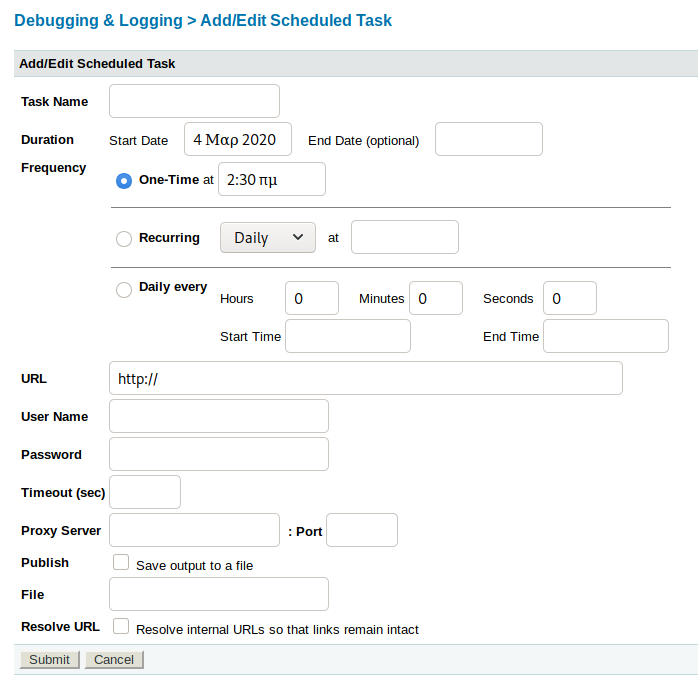 Debugging & Logging > Add/Edit Scheduled Task
Add/Edit Scheduled Task
Task Name
Duration Start Date 4 Μαρ 2020 End Date (optional)
Frequency
One-Time at 2:30 πμ
Recurring Daily at
Daily every
Hours 0 Minutes 0 Seconds 0
Start Time End Time
URL http://
User Name
Password
Timeout (sec)
Proxy Server : Port
Publish Save output to a file
File
Resolve URL Resolve internal URLs so that links remain intact
Submit Cancel